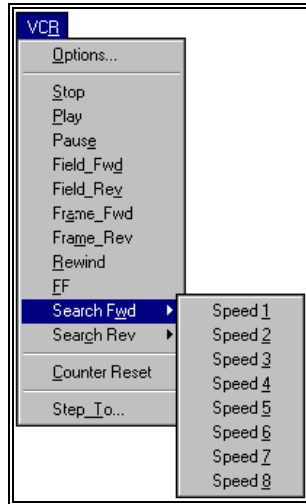 VCR
Options...
Stop
Play
Pause
Field_Fwd
Field_Rev
Frame_Fwd
Frame_Rev
Rewind
FF
Search Fwd
Search Rev
Counter Reset
Step_To...
Speed 1
Speed 2
Speed 3
Speed 4
Speed 5
Speed 6
Speed 7
Speed 8